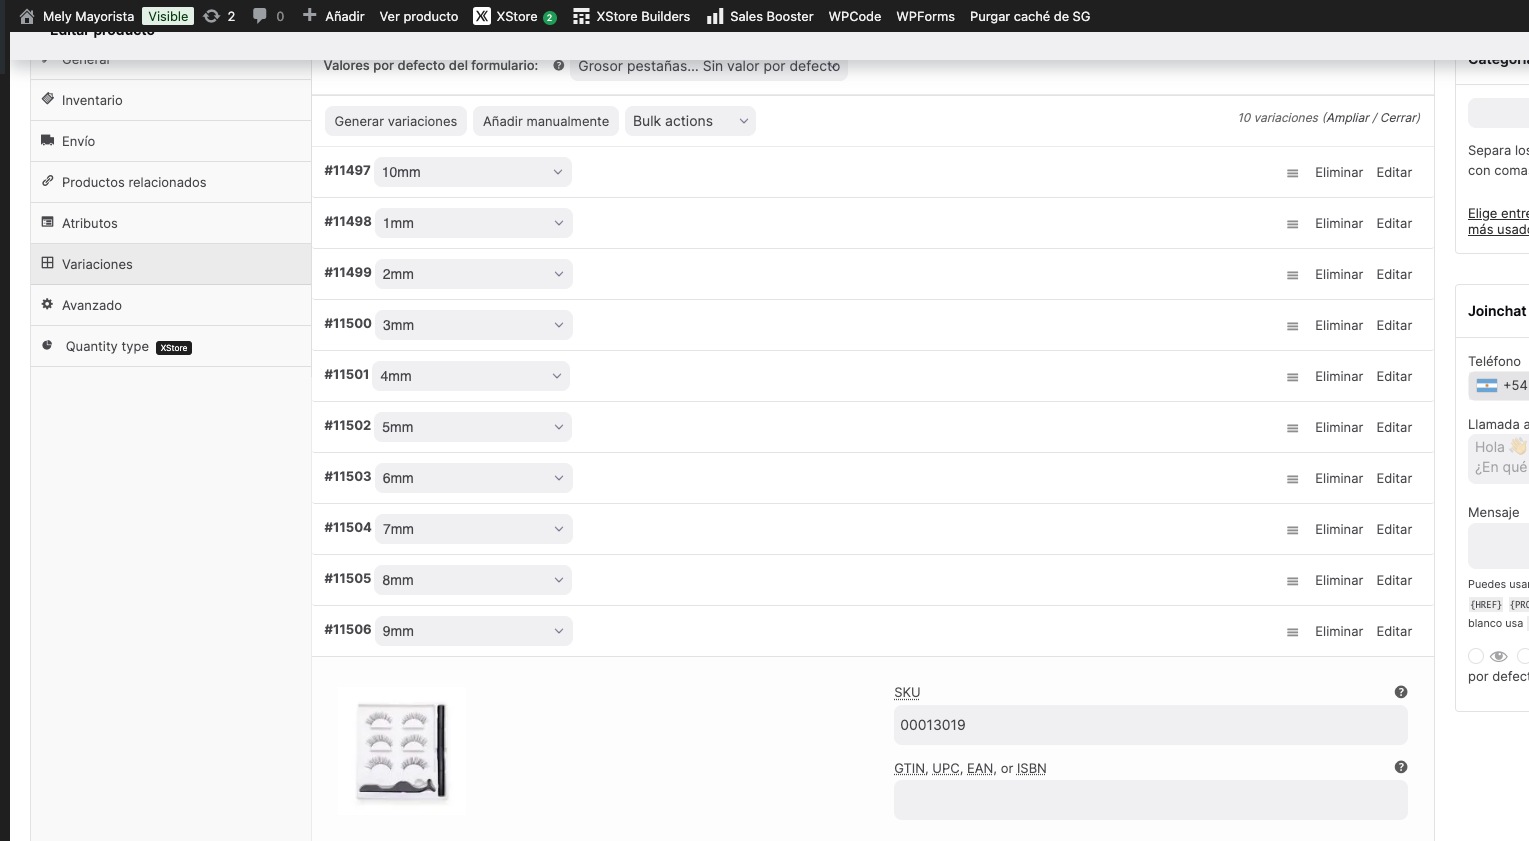 Mely Mayorista Visible 2 0 Añadir Ver producto XStore 2 XStore Builders Sales Booster WPCode WPForms Purgar caché de SG
Editar producto
General
Inventario
Envío
Productos relacionados
Atributos
Variaciones
Avanzado
Quantity type XStore
Valores por defecto del formulario: Grosor pestañas... Sin valor por defecto
Generar variaciones Añadir manualmente Bulk actions 10 variaciones (Ampliar / Cerrar)
#11497 10mm Eliminar Editar
#11498 1mm Eliminar Editar
#11499 2mm Eliminar Editar
#11500 3mm Eliminar Editar
#11501 4mm Eliminar Editar
#11502 5mm Eliminar Editar
#11503 6mm Eliminar Editar
#11504 7mm Eliminar Editar
#11505 8mm Eliminar Editar
#11506 9mm Eliminar Editar
SKU
00013019
GTIN, UPC, EAN, or ISBN
Separa los
con coma
Elige entre
más usado
Joinchat
Teléfono
+54
Llamada a
Hola 👋
¿En qué
Mensaje
Puedes usar
{HREF} {PRO
blanco usa
por defect